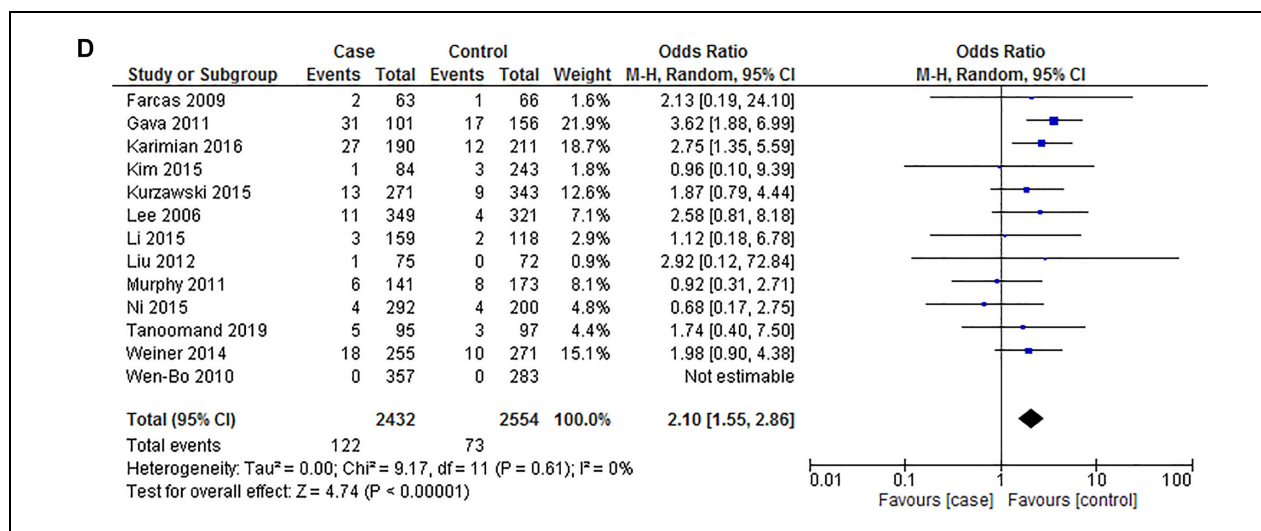 D
Case Control Odds Ratio Odds Ratio
Study or Subgroup Events Total Events Total Weight M-H, Random, 95% CI M-H, Random, 95% CI
Farcas 2009 2 63 1 66 1.6% 2.13 [0.19, 24.10]
Gava 2011 31 101 17 156 21.9% 3.62 [1.88, 6.99]
Karimian 2016 27 190 12 211 18.7% 2.75 [1.35, 5.59]
Kim 2015 1 84 3 243 1.8% 0.96 [0.10, 9.39]
Kurzawski 2015 13 271 9 343 12.6% 1.87 [0.79, 4.44]
Lee 2006 11 349 4 321 7.1% 2.58 [0.81, 8.18]
Li 2015 3 159 2 118 2.9% 1.12 [0.18, 6.78]
Liu 2012 1 75 0 72 0.9% 2.92 [0.12, 72.84]
Murphy 2011 6 141 8 173 8.1% 0.92 [0.31, 2.71]
Ni 2015 4 292 4 200 4.8% 0.68 [0.17, 2.75]
Tanoomand 2019 5 95 3 97 4.4% 1.74 [0.40, 7.50]
Weiner 2014 18 255 10 271 15.1% 1.98 [0.90, 4.38]
Wen-Bo 2010 0 357 0 283 Not estimable
Total (95% CI) 2432 2554 100.0% 2.10 [1.55, 2.86]
Total events 122 73
Heterogeneity: Tau² = 0.00; Chi² = 9.17, df = 11 (P = 0.61); I² = 0%
Test for overall effect: Z = 4.74 (P < 0.00001)
0.01 0.1 1 10 100
Favours [case] Favours [control]